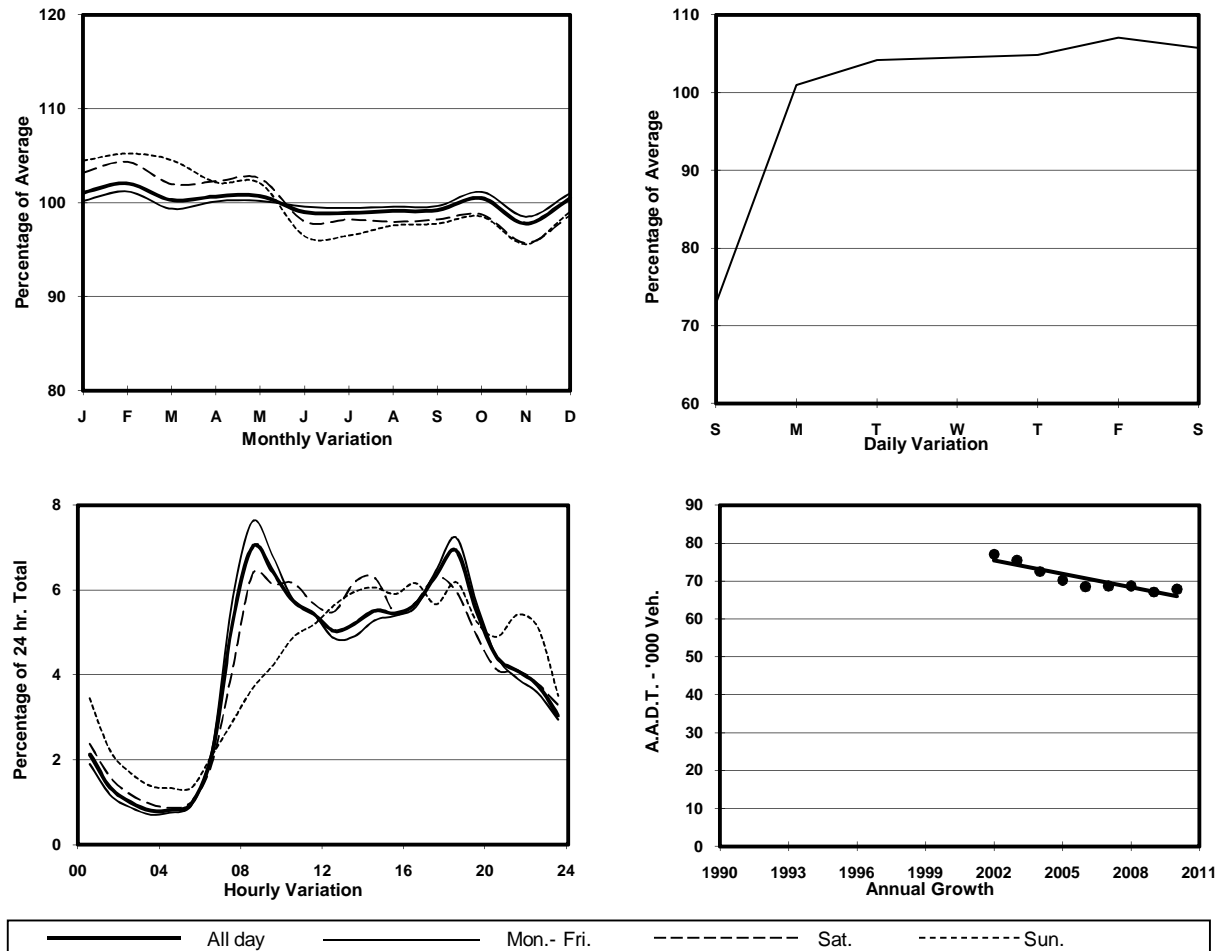 120
110
100
90
80
Percentage of Average
J F M A M J J A S O N D
Monthly Variation
110
100
90
80
70
60
Percentage of Average
S M T W T F S
Daily Variation
8
6
4
2
0
Percentage of 24 hr. Total
00 04 08 12 16 20 24
Hourly Variation
90
80
70
60
50
40
30
20
10
0
A.A.D.T. - '000 Veh.
1990 1993 1996 1999 2002 2005 2008 2011
Annual Growth
All day Mon.- Fri. Sat. Sun.